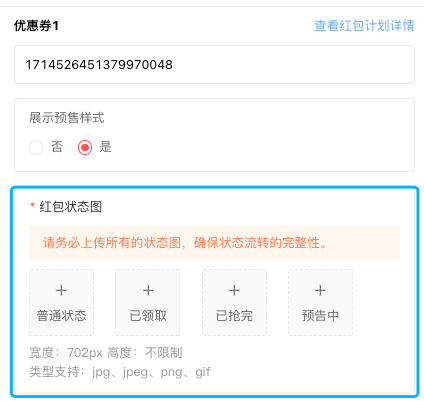 优惠券1 查看红包计划详情
1714526451379970048
展示预售样式
否 是
* 红包状态图
请务必上传所有的状态图，确保状态流转的完整性。
+ + + +
普通状态 已领取 已抢完 预告中
宽度：702px 高度：不限制
类型支持：jpg、jpeg、png、gif